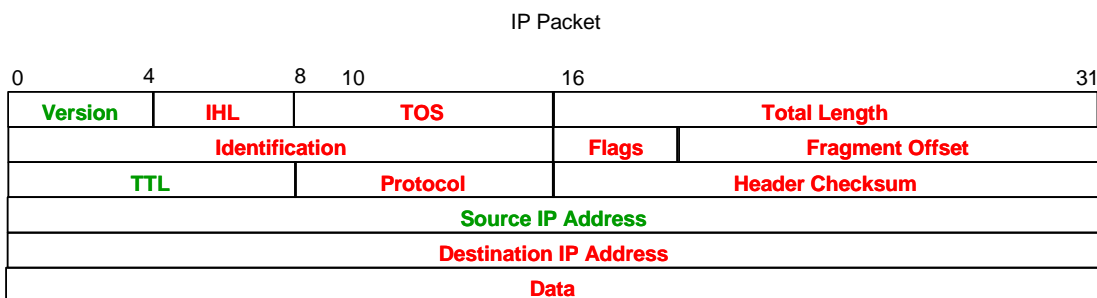 IP Packet
0 4 8 10 16 31
Version IHL TOS Total Length
Identification Flags Fragment Offset
TTL Protocol Header Checksum
Source IP Address
Destination IP Address
Data